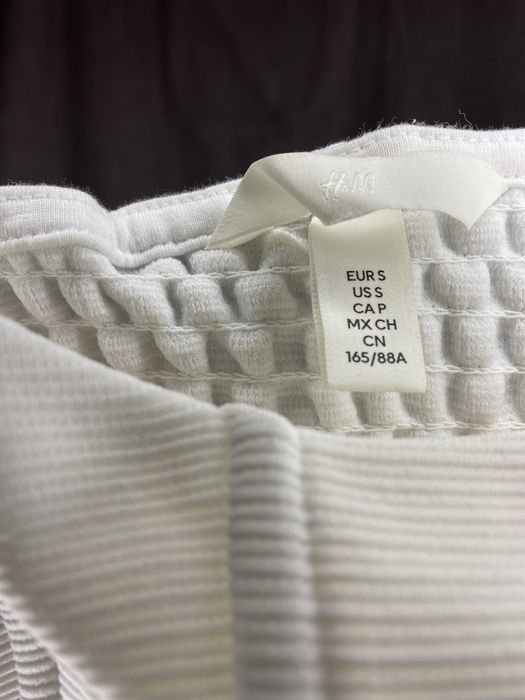 H&M
EUR S
US S
CA P
MX CH
CN
165/88A